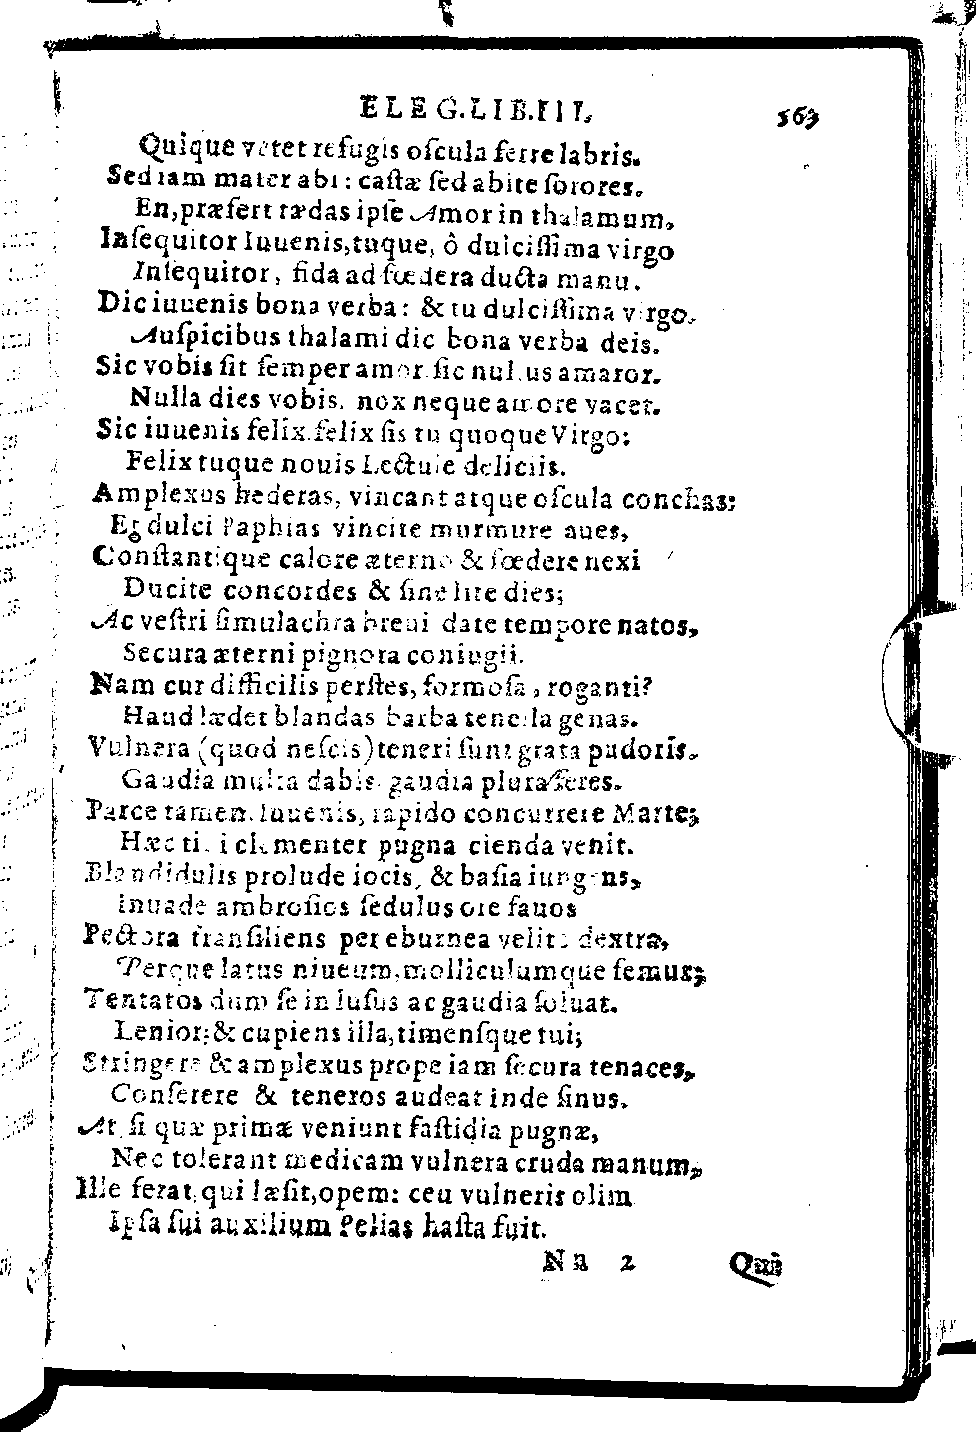 ELEG.LIB.III. 563
Quique vetet refugis oſcula ferre labris.
Sed iam mater abi: caſtæ ſed abite ſorores.
En, præfert tædas ipſe Amor in thalamum,
Inſequitor Iuuenis, tuque, ô dulciſſima virgo
Inſequitor, fida ad fœdera ducta manu.
Dic iuuenis bona verba: & tu dulciſſima virgo,
Auſpicibus thalami dic bona verba deis.
Sic vobis ſit ſemper amor, ſic nullus amaror.
Nulla dies vobis, nox neque amore vacet.
Sic iuuenis felix, felix ſis tu quoque Virgo;
Felix tuque nouis Lectule deliciis.
Amplexus hederas, vincant atque oſcula conchas;
Et dulci Paphias vincite murmure aues,
Conſtantique calore æterno & fœdere nexi
Ducite concordes & ſine lite dies;
Ac veſtri ſimulachra breui date tempore natos,
Secura æterni pignora coniugii.
Nam cur difficilis perſtes, formoſa, roganti?
Haud lædet blandas barba tenella genas.
Vulnera (quod neſcis) teneri ſunt grata pudoris.
Gaudia multa dabis, gaudia plura feres.
Parce tamen, Iuuenis, rapido concurrere Marte;
Hæc tibi clementer pugna cienda venit.
Blandidulis prolude iocis, & baſia iungens,
Inuade ambroſios ſedulus ore fauos
Pectora tranſiliens per eburnea velite dextra,
Perque latus niueum, molliculumque femur;
Tentatos dum ſe in luſus ac gaudia ſoluat.
Lenior; & cupiens illa, timenſque tui;
Stringere & amplexus prope iam ſecura tenaces,
Conferere & teneros audeat inde ſinus.
At, ſi quæ primæ veniunt faſtidia pugnæ,
Nec tolerant medicam vulnera cruda manum,
Ille ferat, qui læſit, opem: ceu vulneris olim
Ipſa ſui auxilium Pelias haſta fuit.
Nn 2 Qui